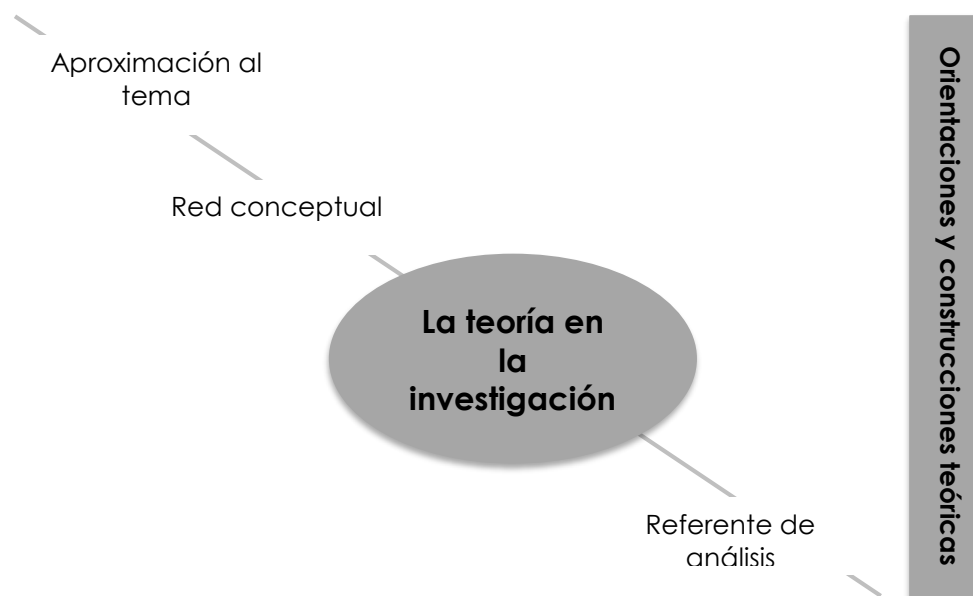 Aproximación al
tema
Red conceptual
La teoría en
la
investigación
Referente de
análisis
Orientaciones y construcciones teóricas